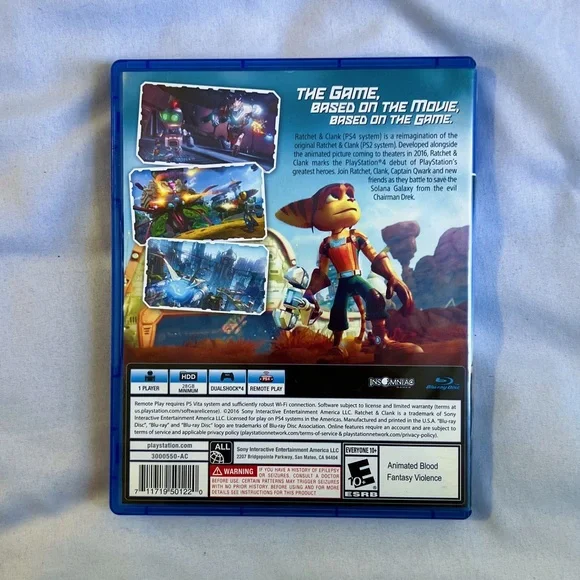 THE GAME,
BASED ON THE MOVIE,
BASED ON THE GAME.
Ratchet & Clank (PS4 system) is a reimagination of the
original Ratchet & Clank (PS2 system). Developed alongside
the animated picture coming to theaters in 2016, Ratchet &
Clank marks the PlayStation®4 debut of PlayStation's
greatest heroes. Join Ratchet, Clank, Captain Qwark and new
friends as they battle to save the
Solana Galaxy from the evil
Chairman Drek.
1 PLAYER
HDD
28GB
MINIMUM
DUALSHOCK®4
REMOTE PLAY
INSOMNIAC
GAMES
Blu-ray Disc
Remote Play requires PS Vita system and sufficiently robust Wi-Fi connection. Software subject to license and limited warranty (terms at
us.playstation.com/softwarelicense). ©2016 Sony Interactive Entertainment America LLC. Ratchet & Clank is a trademark of Sony
Interactive Entertainment America LLC. Licensed for play on PS4 systems in the Americas. Manufactured and printed in the U.S.A. "Blu-ray
Disc", "Blu-ray" and "Blu-ray Disc" logo are trademarks of Blu-ray Disc Association. Online features require an account and are subject to
terms of service and applicable privacy policy (playstationnetwork.com/terms-of-service & playstationnetwork.com/privacy-policy).
playstation.com
3000550-AC
7 11719 50122 0
ALL
Sony Interactive Entertainment America LLC
2207 Bridgepointe Parkway, San Mateo, CA 94404
WARNING IF YOU HAVE A HISTORY OF EPILEPSY
OR SEIZURES, CONSULT A DOCTOR
BEFORE USE. CERTAIN PATTERNS MAY TRIGGER SEIZURES
WITH NO PRIOR HISTORY. BEFORE USING AND FOR MORE
DETAILS SEE INSTRUCTIONS FOR THIS PRODUCT.
EVERYONE 10+
E
10+
ESRB
Animated Blood
Fantasy Violence